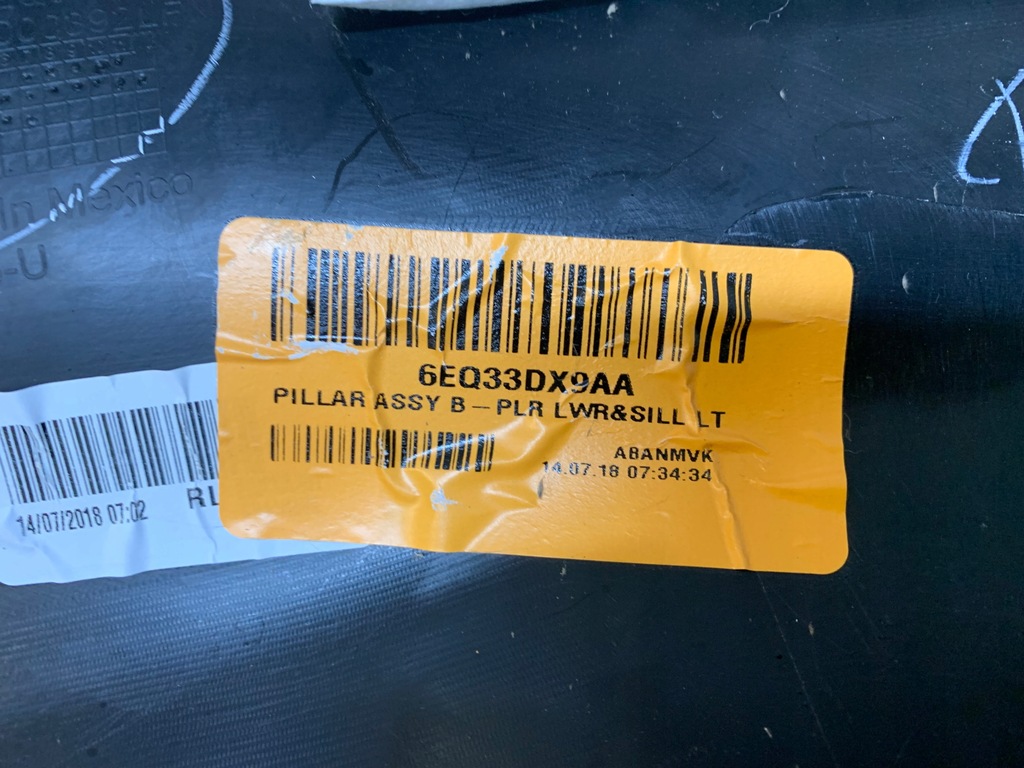 In Mexico
-U
6EQ33DX9AA
PILLAR ASSY B-PLR LWR&SILL LT
ABANMVK
14.07.18 07:34:34
14/07/2018 07:02
RL